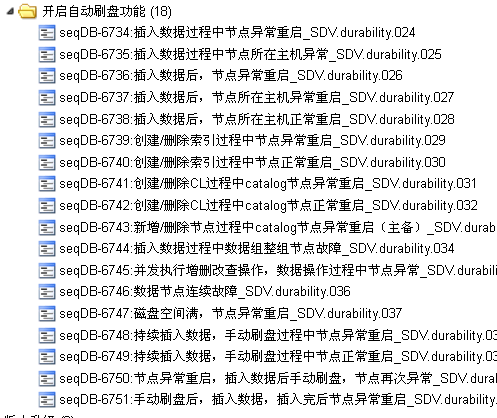 开启自动刷盘功能 (18)
seqDB-6734:插入数据过程中节点异常重启_SDV.durability.024
seqDB-6735:插入数据过程中节点所在主机异常_SDV.durability.025
seqDB-6736:插入数据后，节点异常重启_SDV.durability.026
seqDB-6737:插入数据后，节点所在主机异常重启_SDV.durability.027
seqDB-6738:插入数据后，节点所在主机正常重启_SDV.durability.028
seqDB-6739:创建/删除索引过程中节点异常重启_SDV.durability.029
seqDB-6740:创建/删除索引过程中节点正常重启_SDV.durability.030
seqDB-6741:创建/删除CL过程中catalog节点异常重启_SDV.durability.031
seqDB-6742:创建/删除CL过程中catalog节点正常重启_SDV.durability.032
seqDB-6743:新增/删除节点过程中catalog节点异常重启（主备）_SDV.durab
seqDB-6744:插入数据过程中数据组整组节点故障_SDV.durability.034
seqDB-6745:并发执行增删改查操作，数据操作过程中节点异常_SDV.durabil
seqDB-6746:数据节点连续故障_SDV.durability.036
seqDB-6747:磁盘空间满，节点异常重启_SDV.durability.037
seqDB-6748:持续插入数据，手动刷盘过程中节点异常重启_SDV.durability.03
seqDB-6749:持续插入数据，手动刷盘过程中节点正常重启_SDV.durability.03
seqDB-6750:节点异常重启，插入数据后手动刷盘，节点再次异常_SDV.durat
seqDB-6751:手动刷盘后，插入数据，插入完后节点异常重启_SDV.durability.